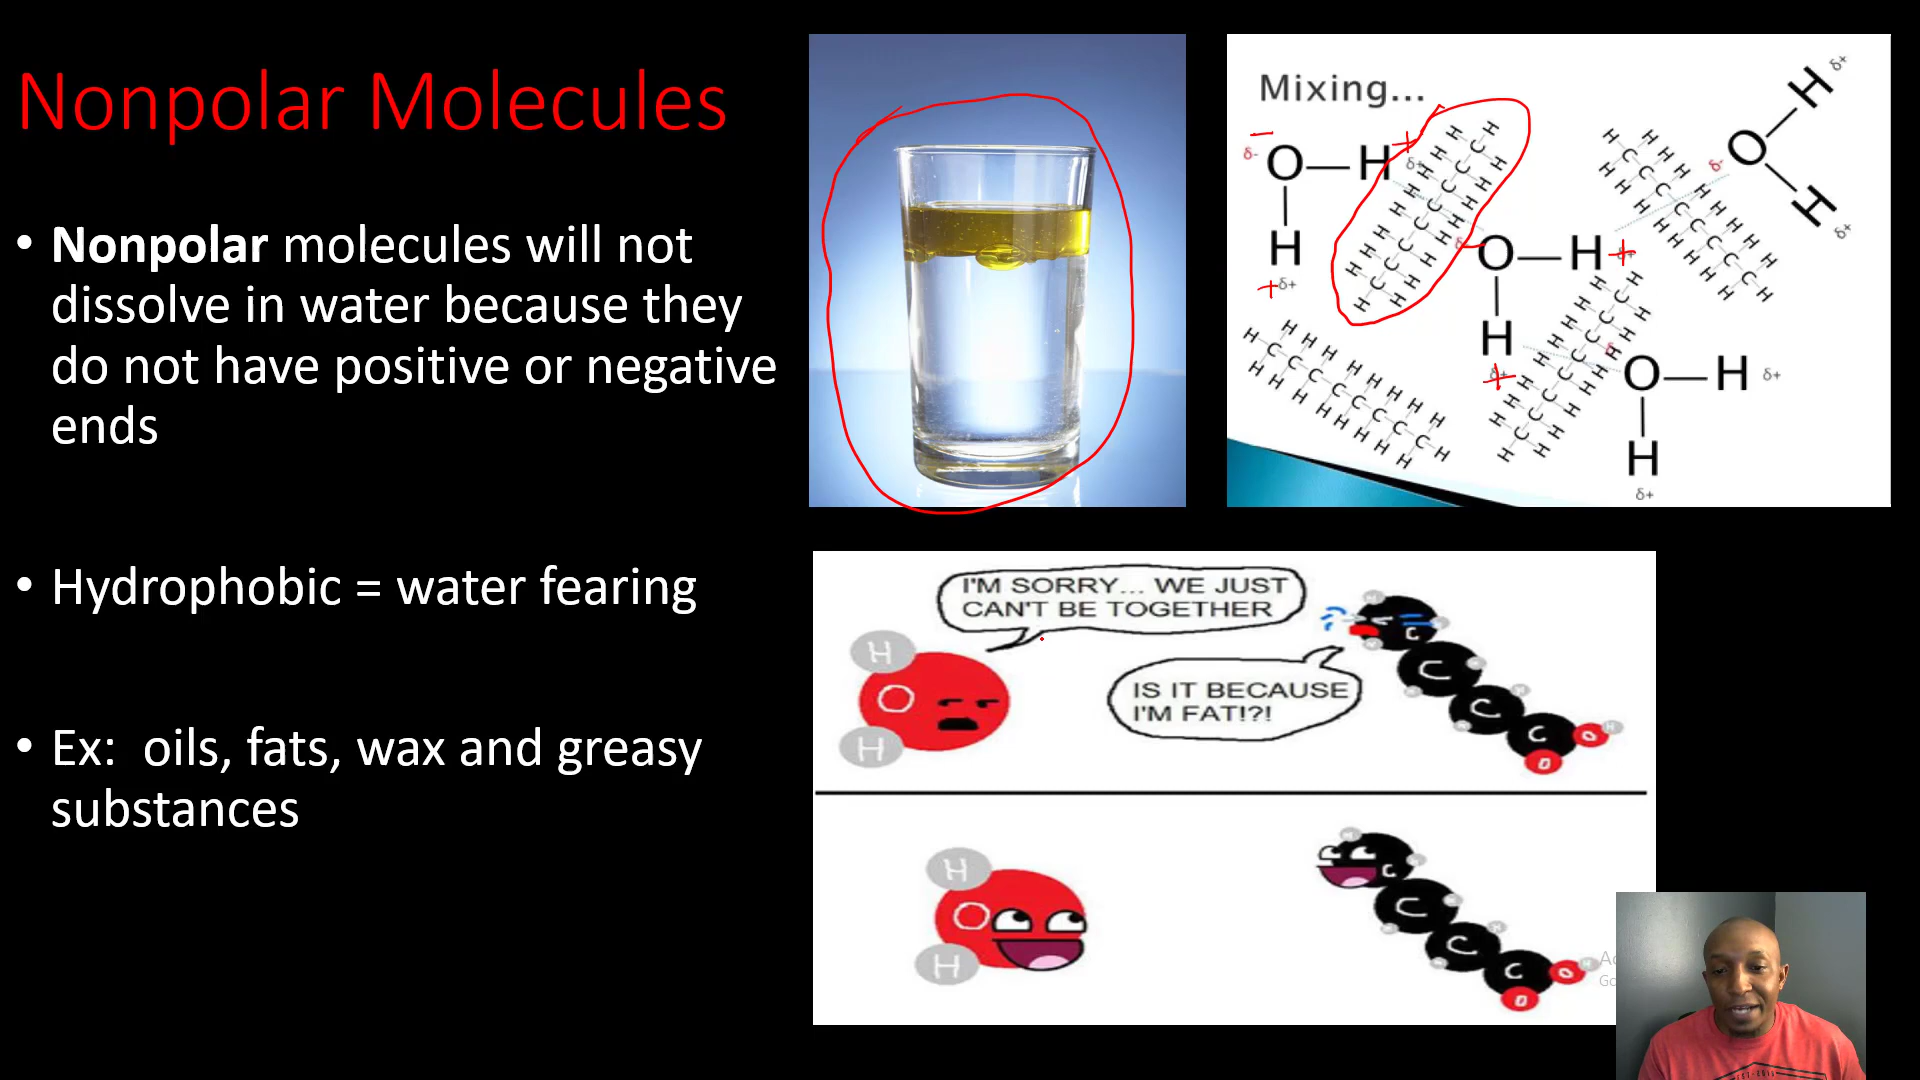 Nonpolar Molecules
• Nonpolar molecules will not
dissolve in water because they
do not have positive or negative
ends
• Hydrophobic = water fearing
• Ex: oils, fats, wax and greasy
substances
Mixing...
δ- O H δ+
H
δ+
O H
H
δ- O H δ+
H δ+
O H δ+
H
δ+
I'M SORRY... WE JUST
CAN'T BE TOGETHER
H
O
H
IS IT BECAUSE
I'M FAT!?!
C
C
C
C O H
O
H
O
H
C
C
C
C O H
O